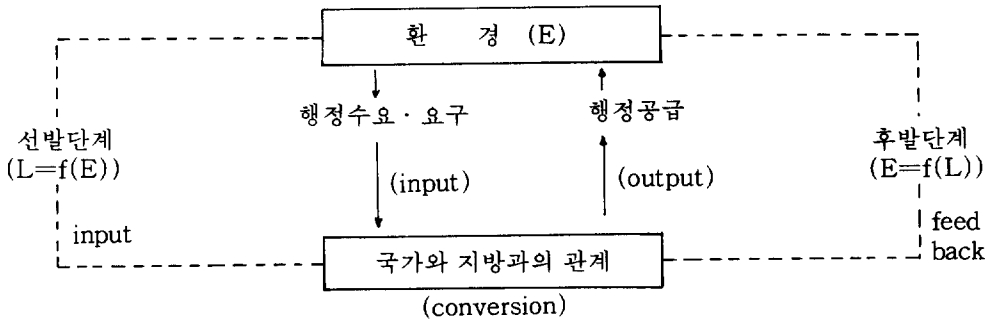 환 경 (E)
행정수요·요구
행정공급
선발단계
(L=f(E))
후발단계
(E=f(L))
(input)
(output)
input
feed
back
국가와 지방과의 관계
(conversion)